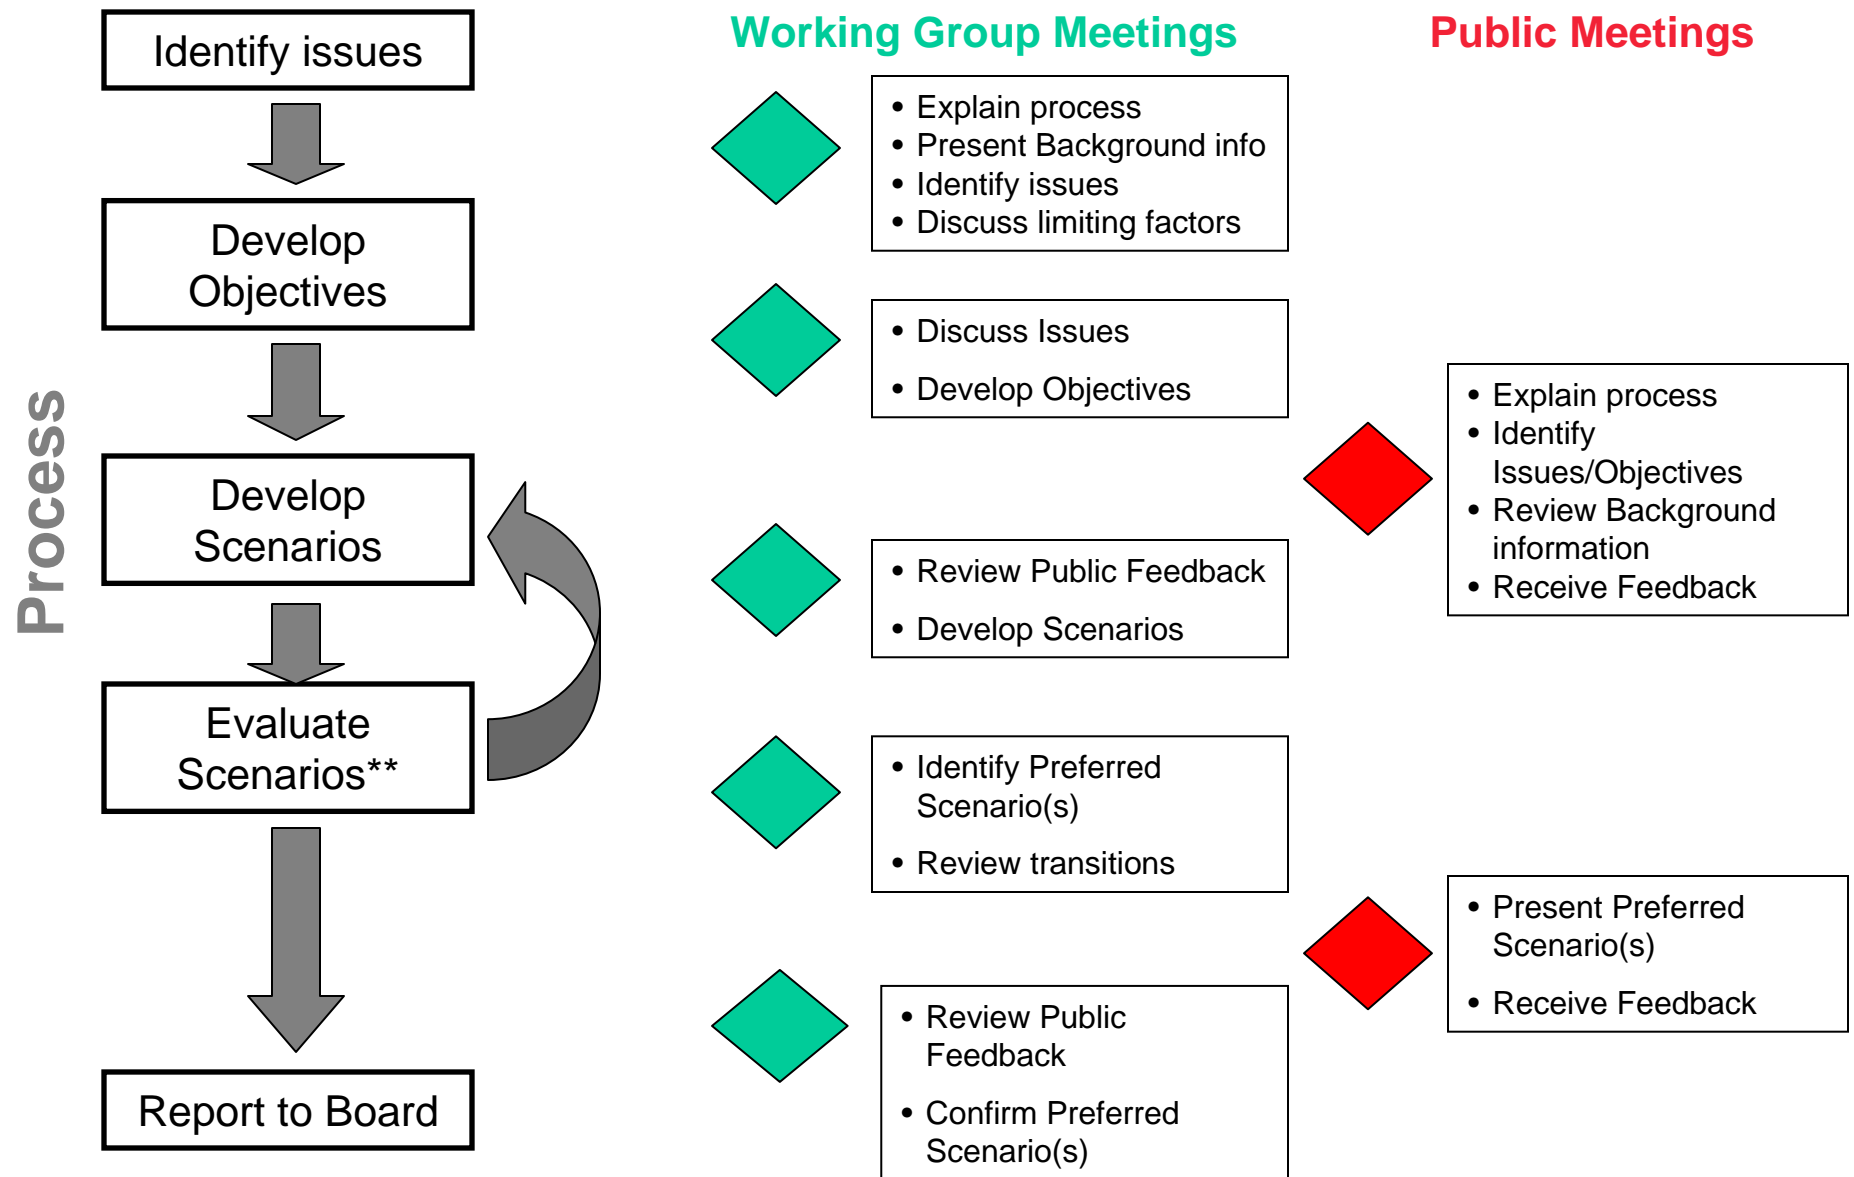 Process
Identify issues
Develop
Objectives
Develop
Scenarios
Evaluate
Scenarios**
Report to Board
Working Group Meetings
• Explain process
• Present Background info
• Identify issues
• Discuss limiting factors
• Discuss Issues
• Develop Objectives
• Review Public Feedback
• Develop Scenarios
• Identify Preferred
Scenario(s)
• Review transitions
• Review Public
Feedback
• Confirm Preferred
Scenario(s)
Public Meetings
• Explain process
• Identify
Issues/Objectives
• Review Background
information
• Receive Feedback
• Present Preferred
Scenario(s)
• Receive Feedback